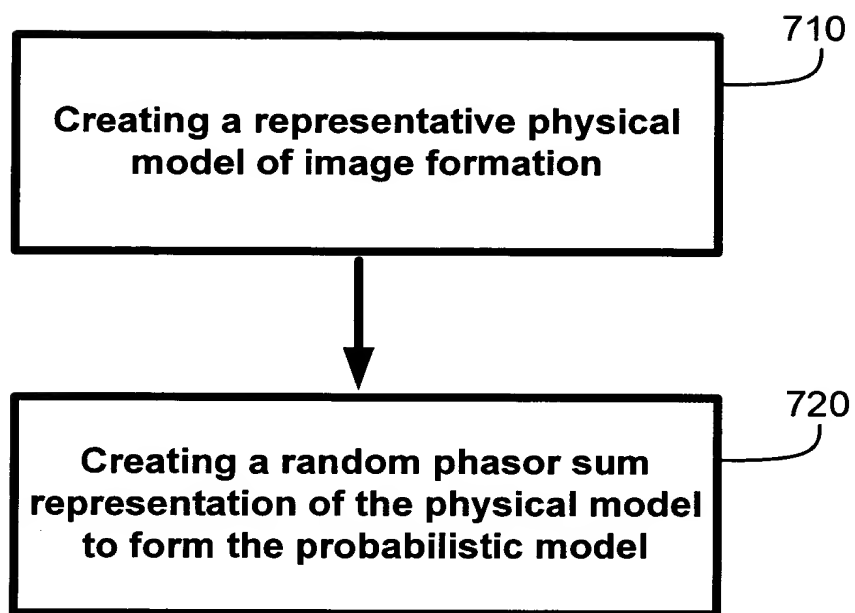 710
Creating a representative physical
model of image formation
720
Creating a random phasor sum
representation of the physical model
to form the probabilistic model